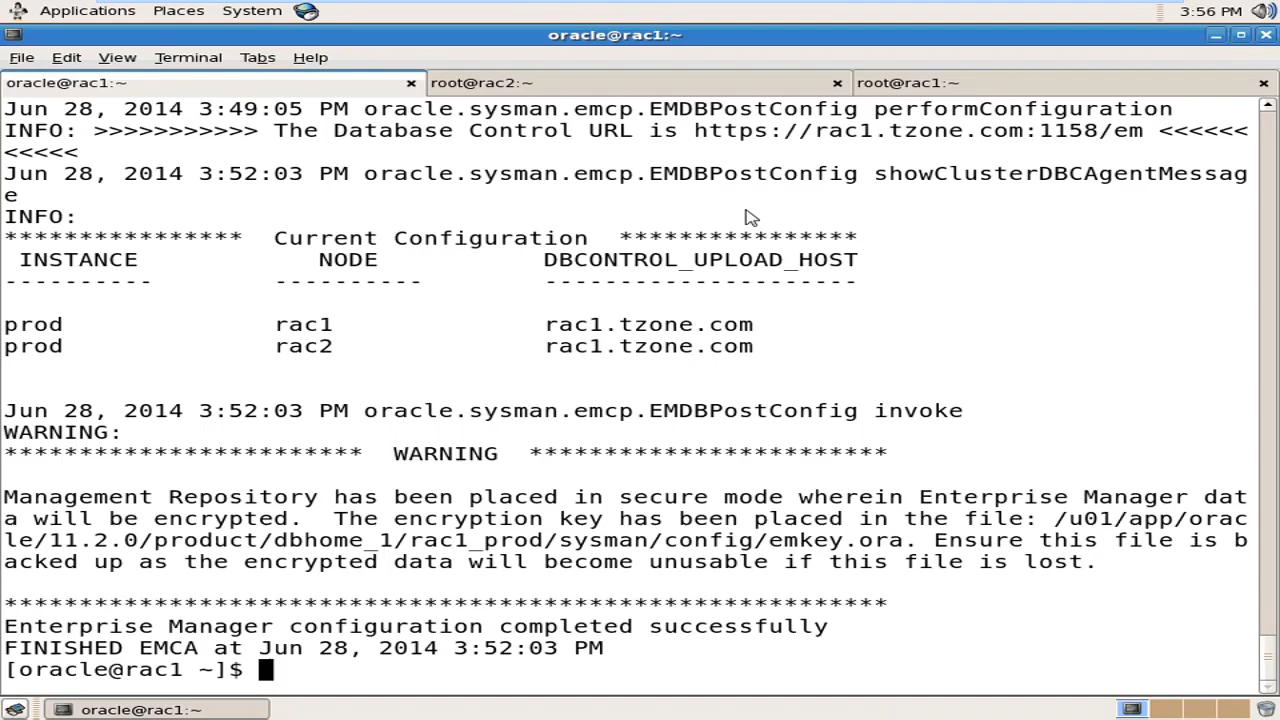 Applications Places System 3:56 PM
oracle@rac1:~
File Edit View Terminal Tabs Help
oracle@rac1:~ root@rac2:~ root@rac1:~
Jun 28, 2014 3:49:05 PM oracle.sysman.emcp.EMDBPostConfig performConfiguration
INFO: >>>>>>>>>>> The Database Control URL is https://rac1.tzone.com:1158/em <<<<<<
<<<<<
Jun 28, 2014 3:52:03 PM oracle.sysman.emcp.EMDBPostConfig showClusterDBCAgentMessag
e
INFO:
**************** Current Configuration ****************
INSTANCE NODE DBCONTROL_UPLOAD_HOST
---------- ---------- ---------------------
prod rac1 rac1.tzone.com
prod rac2 rac1.tzone.com
Jun 28, 2014 3:52:03 PM oracle.sysman.emcp.EMDBPostConfig invoke
WARNING:
************************ WARNING ************************
Management Repository has been placed in secure mode wherein Enterprise Manager dat
a will be encrypted. The encryption key has been placed in the file: /u01/app/orac
le/11.2.0/product/dbhome_1/rac1_prod/sysman/config/emkey.ora. Ensure this file is b
acked up as the encrypted data will become unusable if this file is lost.
***********************************************************
Enterprise Manager configuration completed successfully
FINISHED EMCA at Jun 28, 2014 3:52:03 PM
[oracle@rac1 ~]$
oracle@rac1:~